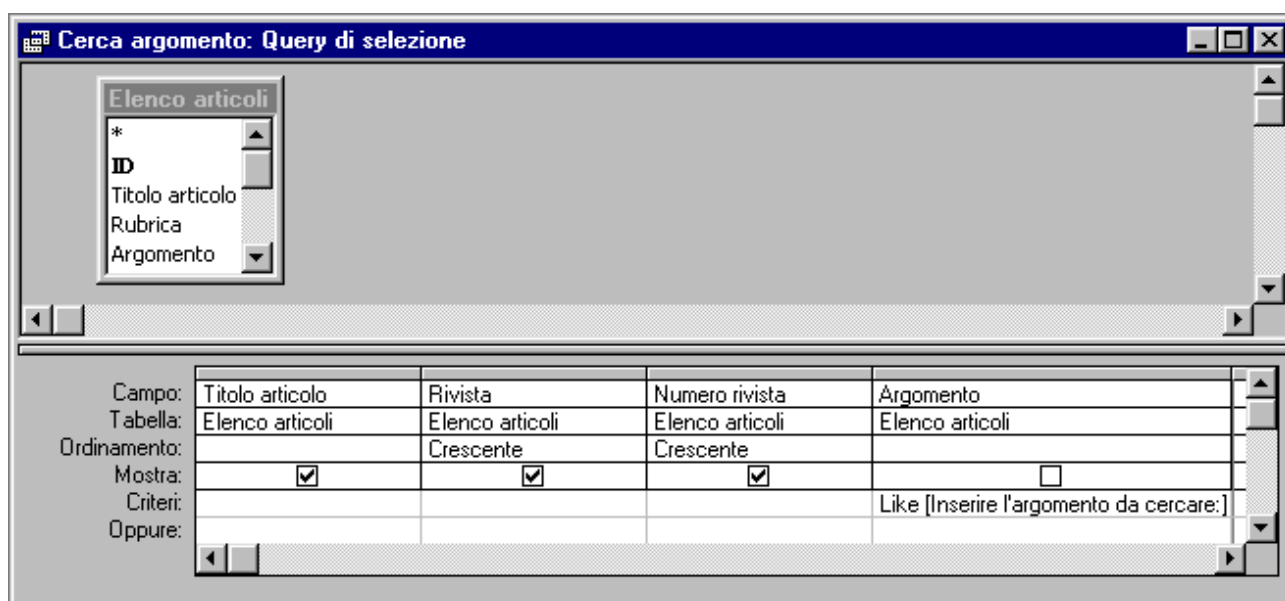 Cerca argomento: Query di selezione
Elenco articoli
*
ID
Titolo articolo
Rubrica
Argomento
Campo: Titolo articolo Rivista Numero rivista Argomento
Tabella: Elenco articoli Elenco articoli Elenco articoli Elenco articoli
Ordinamento: Crescente Crescente
Mostra:
Criteri: Like [Inserire l'argomento da cercare:]
Oppure: